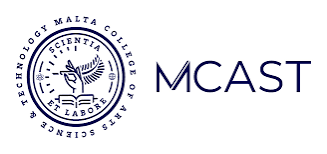 MALTA COLLEGE OF ARTS SCIENCE & TECHNOLOGY
SCIENTIA
ET LABORE
MCAST